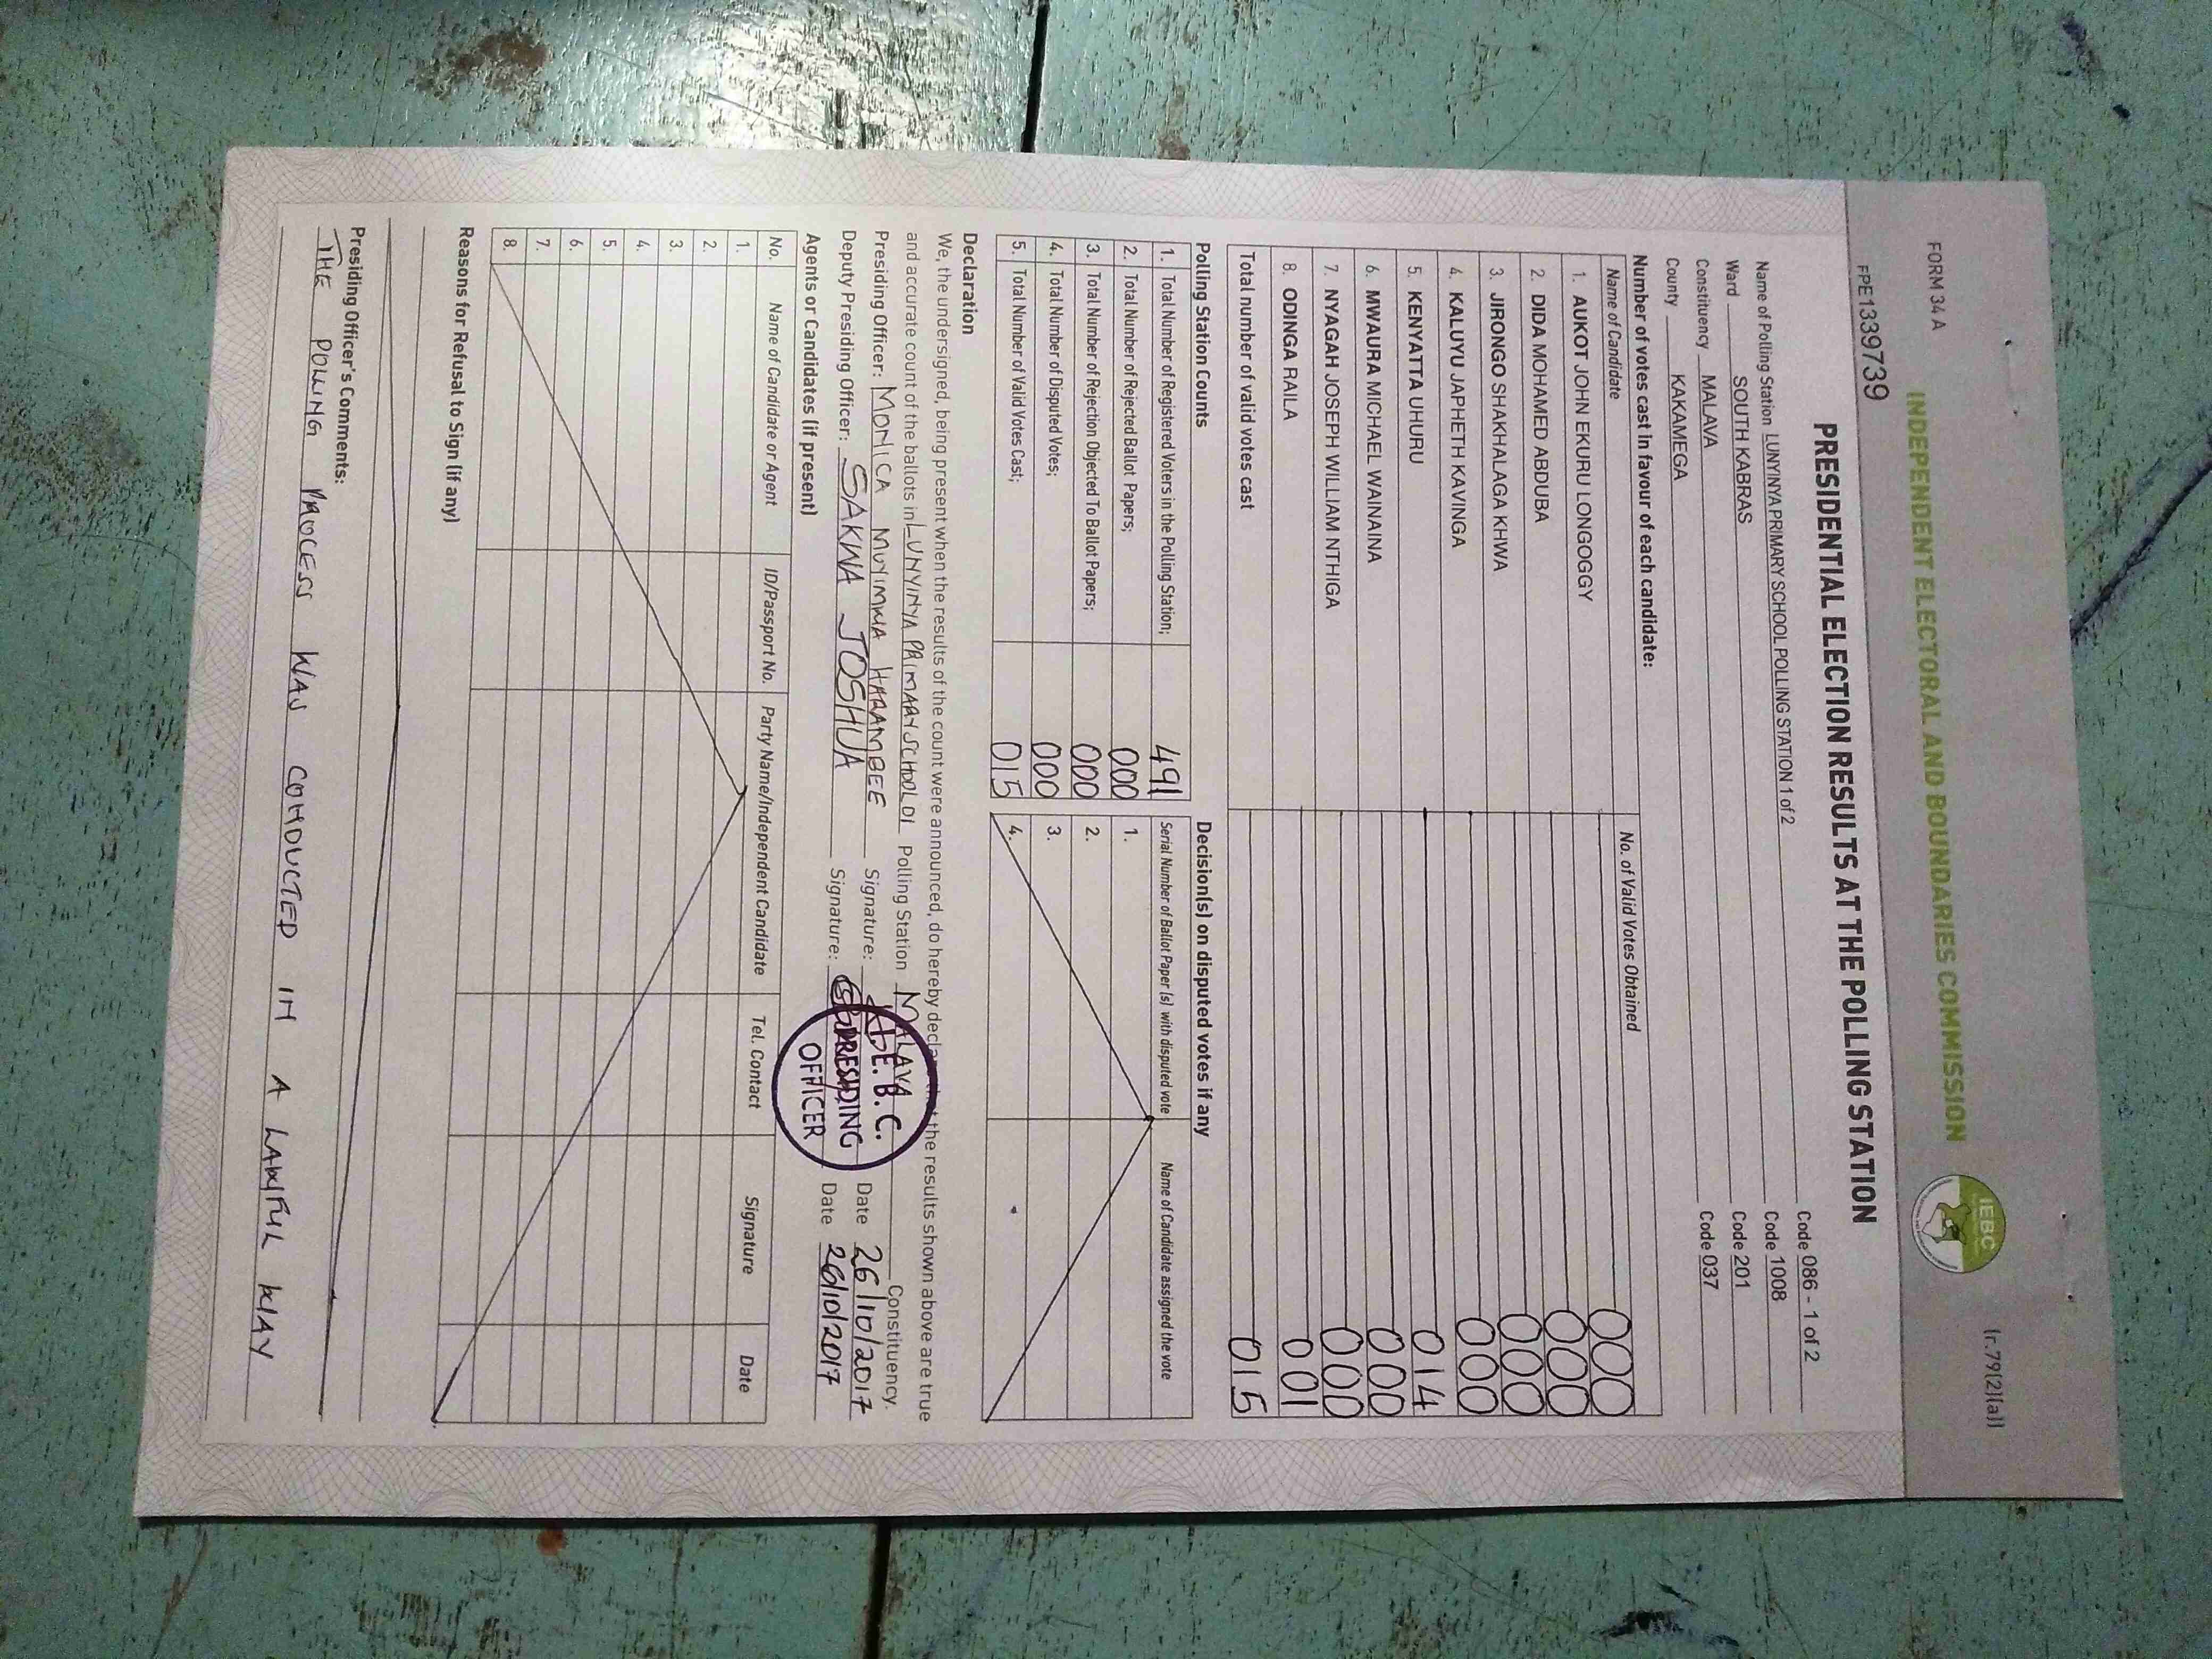 FORM 34 A
(r.79(2)(a))
INDEPENDENT ELECTORAL AND BOUNDARIES COMMISSION
IEBC
FPE1339739
PRESIDENTIAL ELECTION RESULTS AT THE POLLING STATION
Name of Polling Station LUNYINYA PRIMARY SCHOOL POLLING STATION 1 of 2 Code 086 - 1 of 2
Ward SOUTH KABRAS Code 1008
Constituency MALAVA Code 201
County KAKAMEGA Code 037
Number of votes cast in favour of each candidate:
Name of Candidate No. of Valid Votes Obtained
1. AUKOT JOHN EKURU LONGOGGY 000
2. DIDA MOHAMED ABDUBA 000
3. JIRONGO SHAKHALAGA KHWA 000
4. KALUYU JAPHETH KAVINGA 000
5. KENYATTA UHURU 014
6. MWAURA MICHAEL WAINAINA 000
7. NYAGAH JOSEPH WILLIAM NTHIGA 000
8. ODINGA RAILA 001
Total number of valid votes cast 015
Polling Station Counts
1. Total Number of Registered Voters in the Polling Station; 491
2. Total Number of Rejected Ballot Papers; 000
3. Total Number of Rejection Objected To Ballot Papers; 000
4. Total Number of Disputed Votes; 000
5. Total Number of Valid Votes Cast; 015
Decision(s) on disputed votes if any
Serial Number of Ballot Paper (s) with disputed vote Name of Candidate assigned the vote
1.
2.
3.
4.
Declaration
We, the undersigned, being present when the results of the count were announced, do hereby declare that the results shown above are true
and accurate count of the ballots in LUNYINYA PRIMARY SCHOOL 01 Polling Station MALAVA Constituency.
Presiding Officer: MONICA MUYIMWA HARAMBEE Signature: Date 26/10/2017
Deputy Presiding Officer: SAKWA JOSHUA Signature: Date 26/10/2017
I.E.B.C.
PRESIDING
OFFICER
Agents or Candidates (if present)
No. Name of Candidate or Agent ID/Passport No. Party Name/Independent Candidate Tel. Contact Signature Date
1.
2.
3.
4.
5.
6.
7.
8.
Reasons for Refusal to Sign (if any)
Presiding Officer's Comments:
THE POLLING PROCESS WAS CONDUCTED IN A LAWFUL WAY